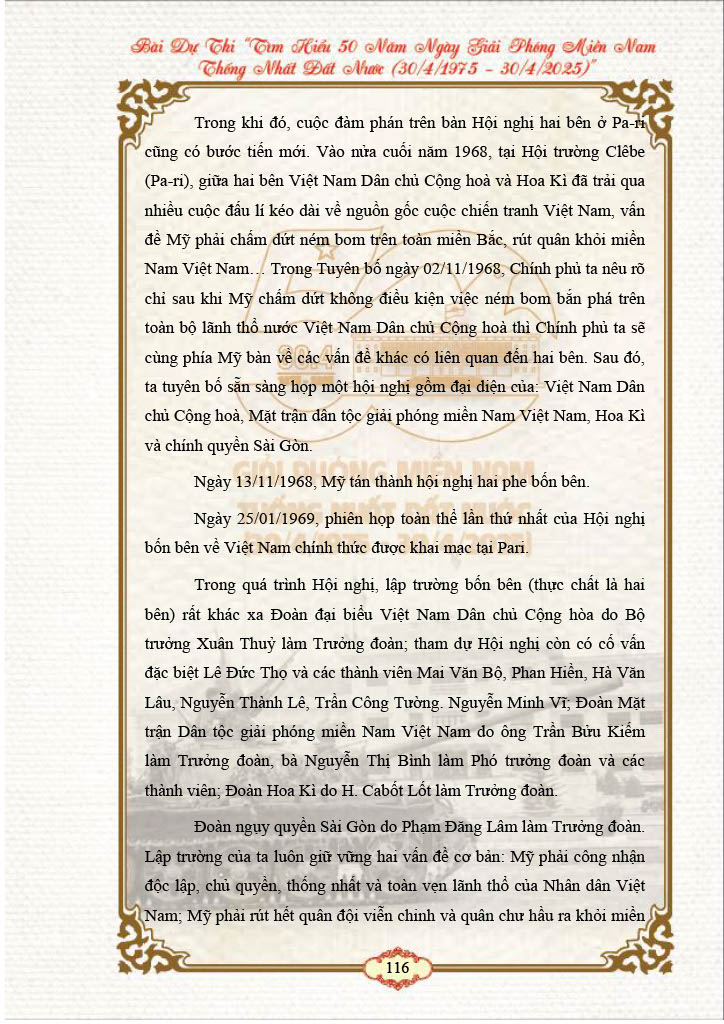 Bài Dự Thi “Tìm Hiểu 50 Năm Ngày Giải Phóng Miền Nam
Thống Nhất Đất Nước (30/4/1975 - 30/4/2025)”
Trong khi đó, cuộc đàm phán trên bàn Hội nghị hai bên ở Pa-ri
cũng có bước tiến mới. Vào nửa cuối năm 1968, tại Hội trường Clêbe
(Pa-ri), giữa hai bên Việt Nam Dân chủ Cộng hoà và Hoa Kì đã trải qua
nhiều cuộc đấu lí kéo dài về nguồn gốc cuộc chiến tranh Việt Nam, vấn
đề Mỹ phải chấm dứt ném bom trên toàn miền Bắc, rút quân khỏi miền
Nam Việt Nam… Trong Tuyên bố ngày 02/11/1968, Chính phủ ta nêu rõ
chỉ sau khi Mỹ chấm dứt không điều kiện việc ném bom bắn phá trên
toàn bộ lãnh thổ nước Việt Nam Dân chủ Cộng hoà thì Chính phủ ta sẽ
cùng phía Mỹ bàn về các vấn đề khác có liên quan đến hai bên. Sau đó,
ta tuyên bố sẵn sàng họp một hội nghị gồm đại diện của: Việt Nam Dân
chủ Cộng hoà, Mặt trận dân tộc giải phóng miền Nam Việt Nam, Hoa Kì
và chính quyền Sài Gòn.
GIẢI PHÓNG MIỀN NAM
Ngày 13/11/1968, Mỹ tán thành hội nghị hai phe bốn bên.
THỐNG NHẤT ĐẤT NƯỚC
Ngày 25/01/1969, phiên họp toàn thể lần thứ nhất của Hội nghị
bốn bên về Việt Nam chính thức được khai mạc tại Pari.
(30/4/1975 - 30/4/2025)
Trong quá trình Hội nghị, lập trường bốn bên (thực chất là hai
bên) rất khác xa Đoàn đại biểu Việt Nam Dân chủ Cộng hòa do Bộ
trưởng Xuân Thuỷ làm Trưởng đoàn; tham dự Hội nghị còn có cố vấn
đặc biệt Lê Đức Thọ và các thành viên Mai Văn Bộ, Phan Hiền, Hà Văn
Lâu, Nguyễn Thành Lê, Trần Công Tường. Nguyễn Minh Vĩ; Đoàn Mặt
trận Dân tộc giải phóng miền Nam Việt Nam do ông Trần Bửu Kiếm
làm Trưởng đoàn, bà Nguyễn Thị Bình làm Phó trưởng đoàn và các
thành viên; Đoàn Hoa Kì do H. Cabốt Lốt làm Trưởng đoàn.
Đoàn ngụy quyền Sài Gòn do Phạm Đăng Lâm làm Trưởng đoàn.
Lập trường của ta luôn giữ vững hai vấn đề cơ bản: Mỹ phải công nhận
độc lập, chủ quyền, thống nhất và toàn vẹn lãnh thổ của Nhân dân Việt
Nam; Mỹ phải rút hết quân đội viễn chinh và quân chư hầu ra khỏi miền
116